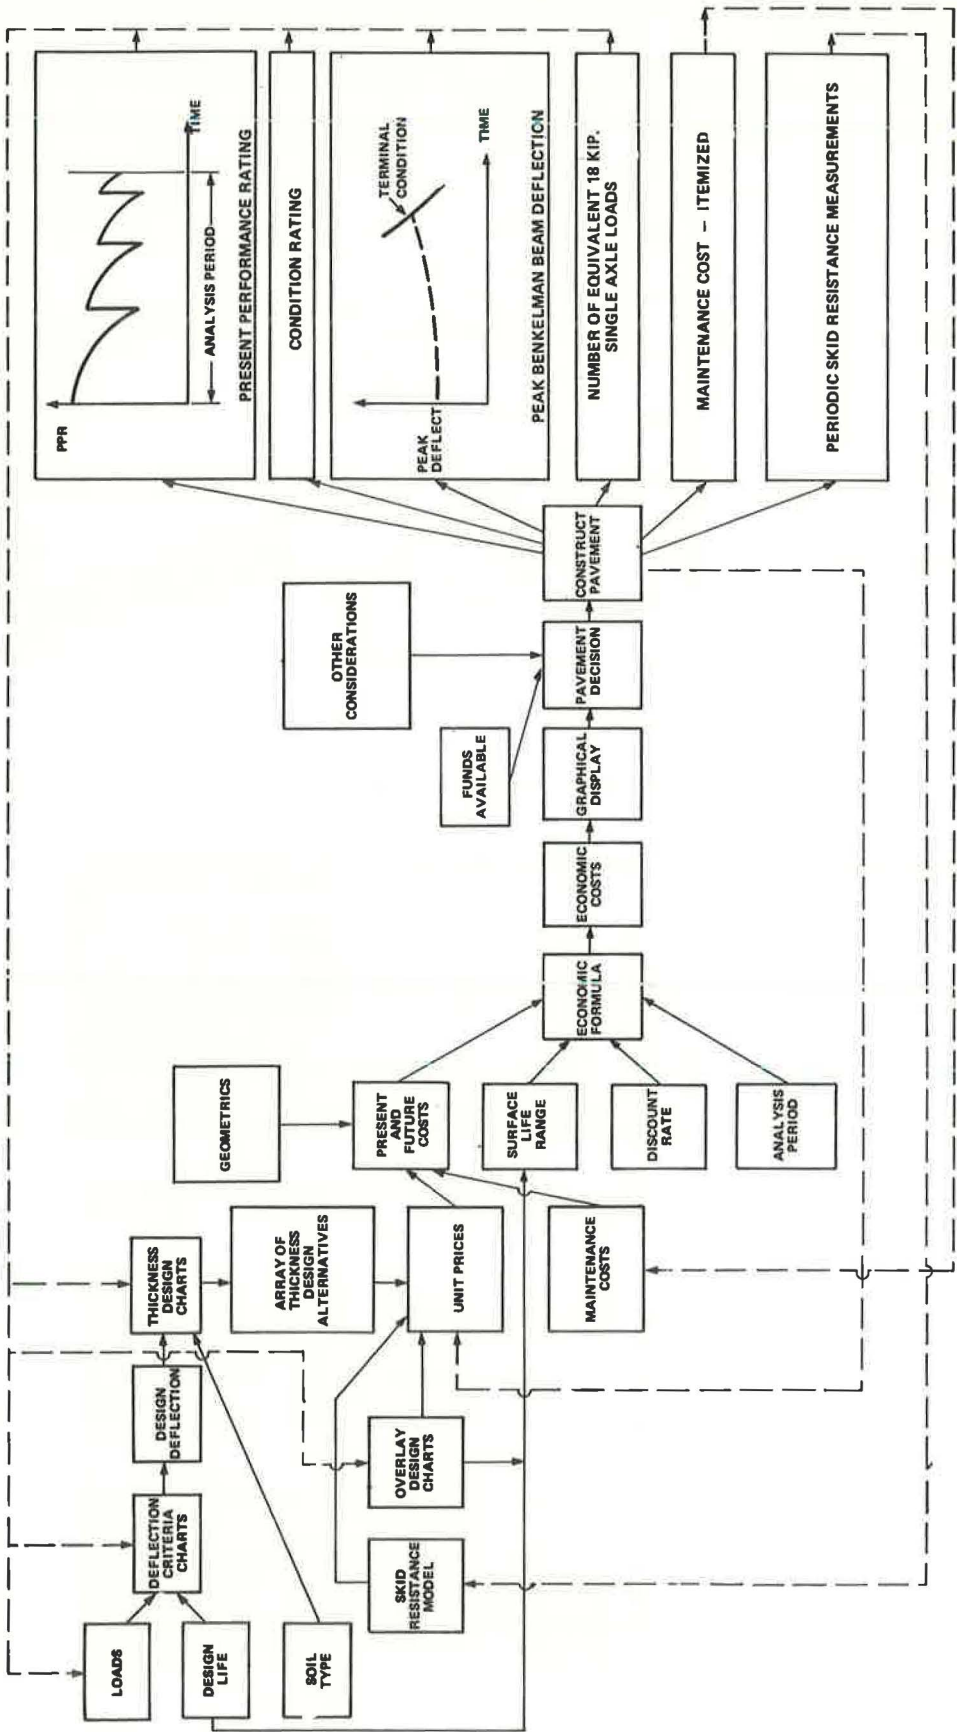 LOADS
DESIGN
LIFE
SOIL
TYPE
DEFLECTION
CRITERIA
CHARTS
SKID
RESISTANCE
MODEL
DESIGN
DEFLECTION
OVERLAY
DESIGN
CHARTS
THICKNESS
DESIGN
CHARTS
ARRAY OF
THICKNESS
DESIGN
ALTERNATIVES
UNIT PRICES
MAINTENANCE
COSTS
GEOMETRICS
PRESENT
AND
FUTURE
COSTS
SURFACE
LIFE
RANGE
DISCOUNT
RATE
ANALYSIS
PERIOD
ECONOMIC
FORMULA
ECONOMIC
COSTS
GRAPHICAL
DISPLAY
FUNDS
AVAILABLE
OTHER
CONSIDERATIONS
PAVEMENT
DECISION
CONSTRUCT
PAVEMENT
PPR
TIME
ANALYSIS PERIOD
PRESENT PERFORMANCE RATING
CONDITION RATING
PEAK
DEFLECT
TERMINAL
CONDITION
TIME
PEAK BENKELMAN BEAM DEFLECTION
NUMBER OF EQUIVALENT 18 KIP.
SINGLE AXLE LOADS
MAINTENANCE COST – ITEMIZED
PERIODIC SKID RESISTANCE MEASUREMENTS